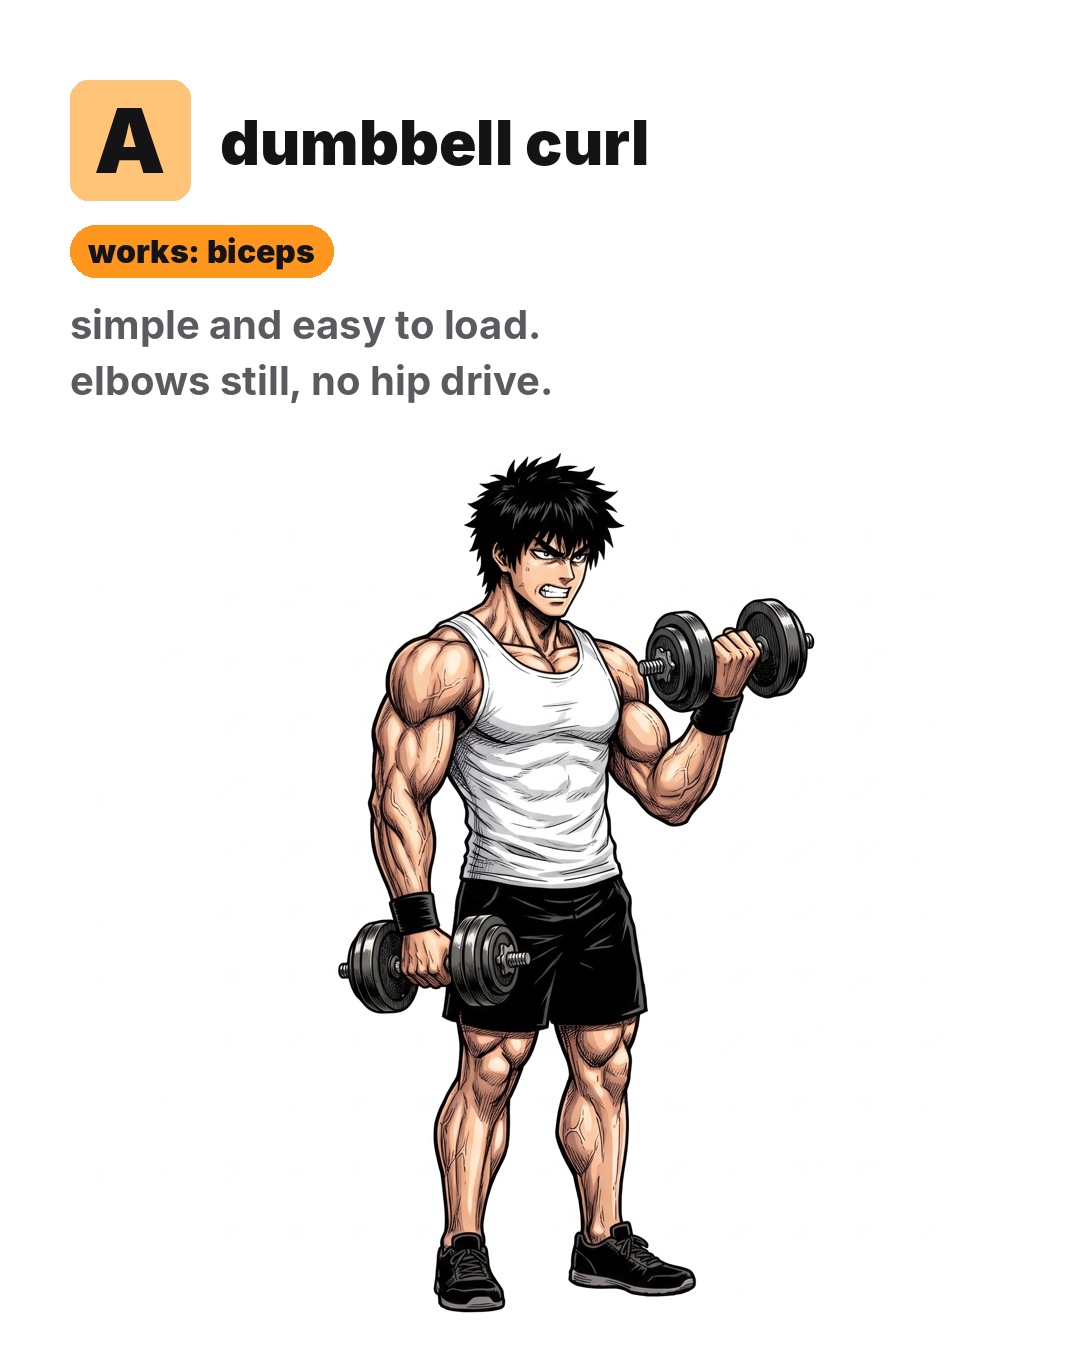 A
dumbbell curl
works: biceps
simple and easy to load.
elbows still, no hip drive.